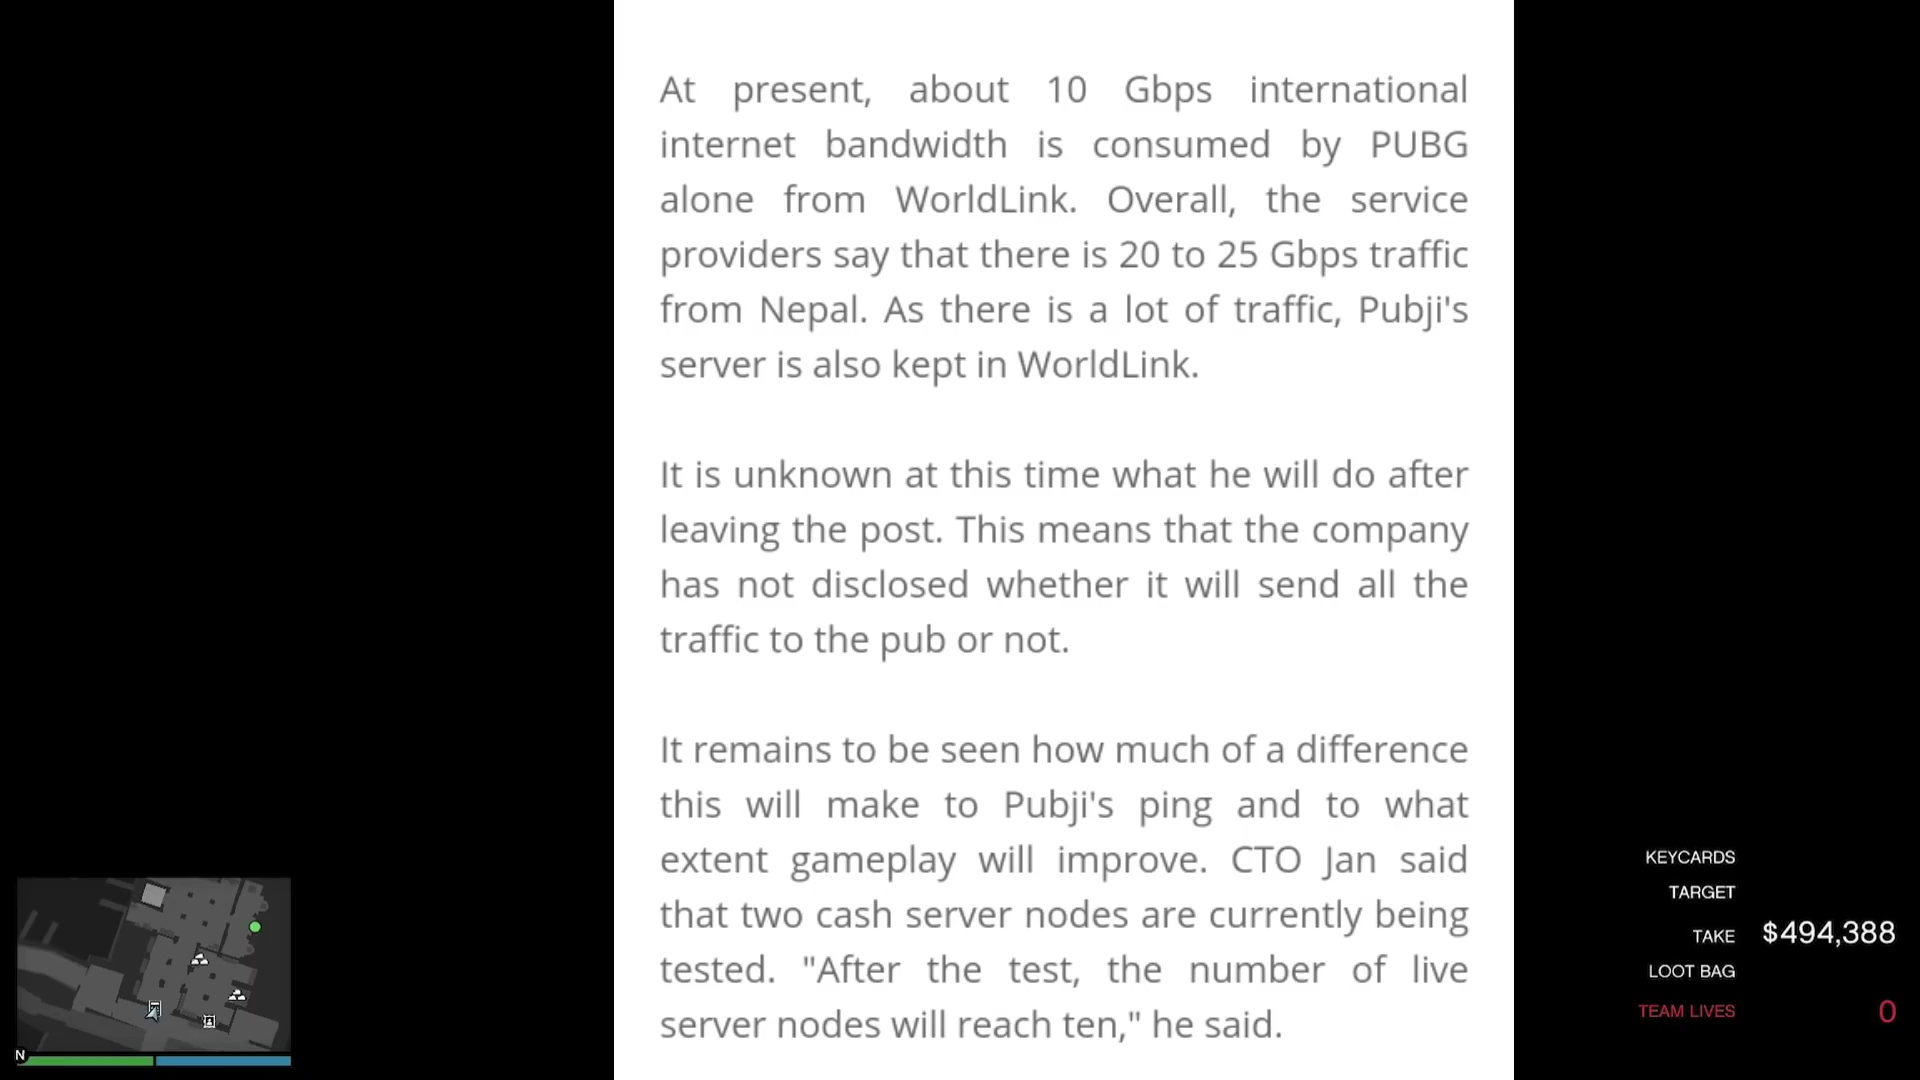 At present, about 10 Gbps international
internet bandwidth is consumed by PUBG
alone from WorldLink. Overall, the service
providers say that there is 20 to 25 Gbps traffic
from Nepal. As there is a lot of traffic, Pubji's
server is also kept in WorldLink.
It is unknown at this time what he will do after
leaving the post. This means that the company
has not disclosed whether it will send all the
traffic to the pub or not.
It remains to be seen how much of a difference
this will make to Pubji's ping and to what
extent gameplay will improve. CTO Jan said
that two cash server nodes are currently being
tested. "After the test, the number of live
server nodes will reach ten," he said.
KEYCARDS
TARGET
TAKE $494,388
LOOT BAG
TEAM LIVES 0
N